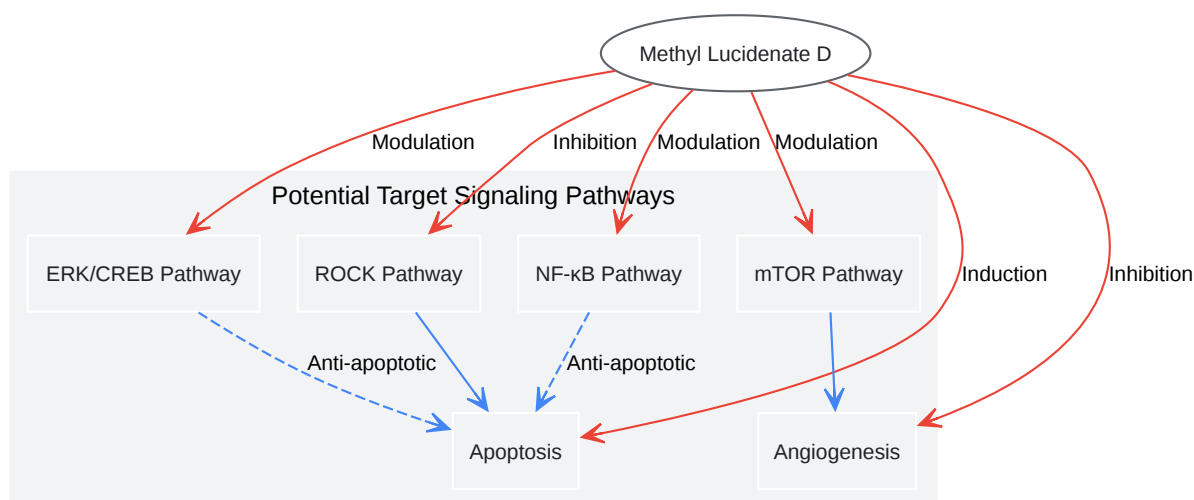 Methyl Lucidenate D
Modulation
Inhibition
Modulation
Modulation
Potential Target Signaling Pathways
ERK/CREB Pathway
ROCK Pathway
NF-κB Pathway
mTOR Pathway
Induction
Inhibition
Anti-apoptotic
Anti-apoptotic
Apoptosis
Angiogenesis